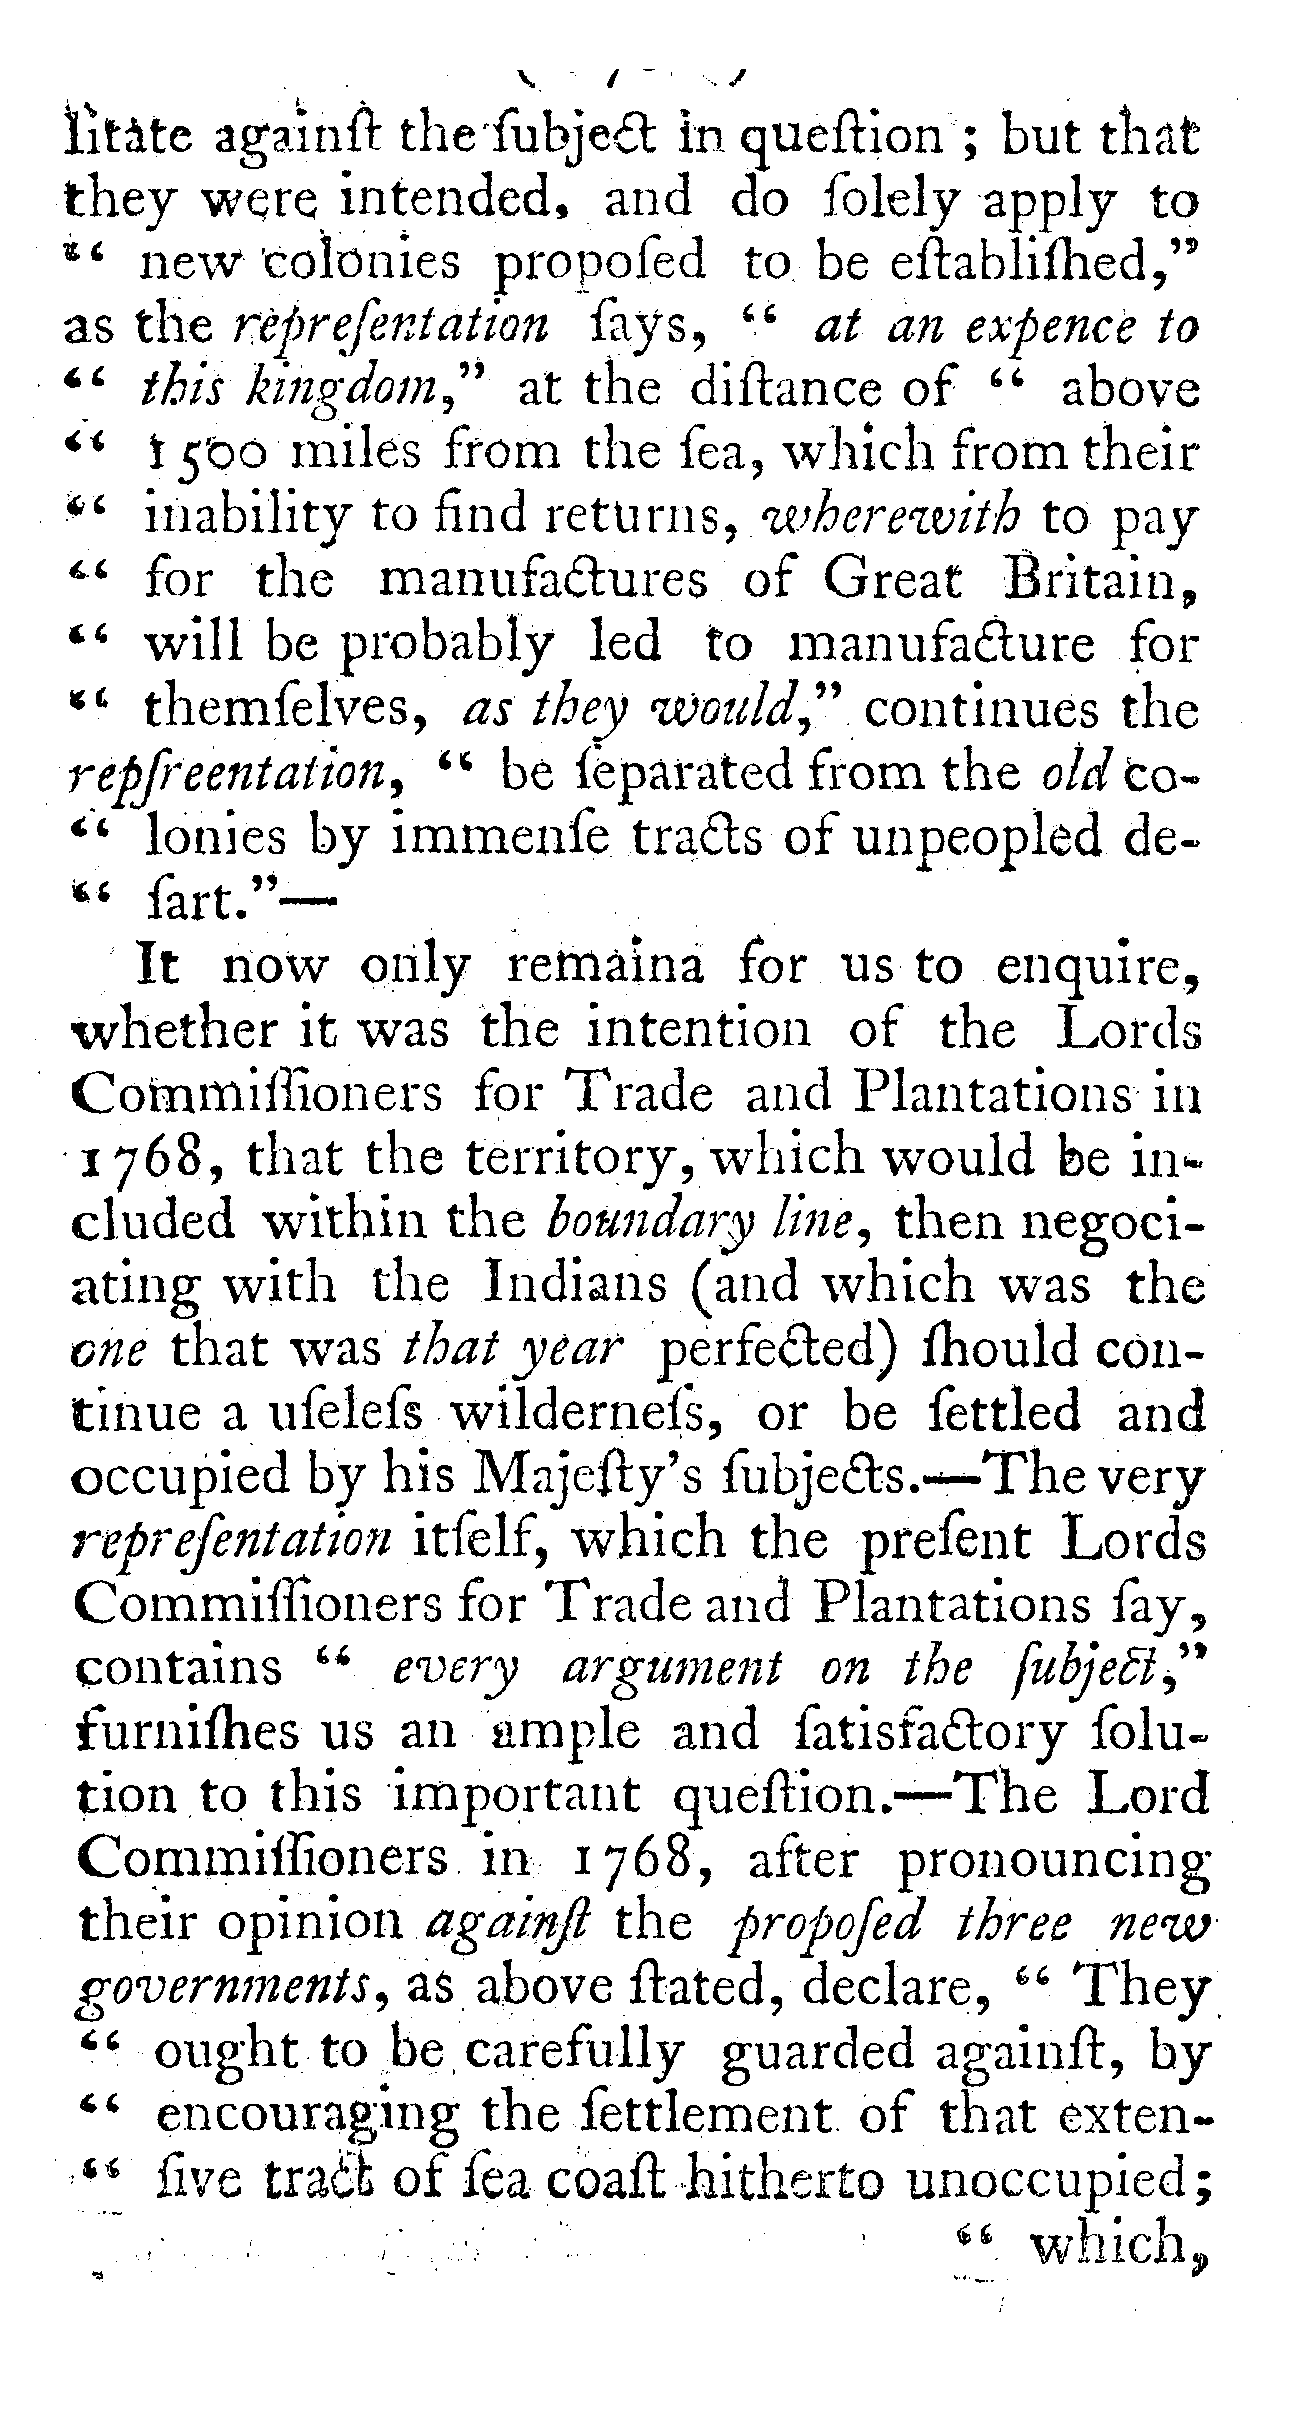 litate againſt the ſubject in queſtion ; but that
they were intended, and do ſolely apply to
“ new colonies propoſed to be eſtabliſhed,”
as the repreſentation ſays, “ at an expence to
“ this kingdom,” at the diſtance of “ above
“ 1500 miles from the ſea, which from their
“ inability to find returns, wherewith to pay
“ for the manufactures of Great Britain,
“ will be probably led to manufacture for
“ themſelves, as they would,” continues the
repſreentation, “ be ſeparated from the old co-
“ lonies by immenſe tracts of unpeopled de-
“ ſart.”—
It now only remaina for us to enquire,
whether it was the intention of the Lords
Commiſſioners for Trade and Plantations in
1768, that the territory, which would be in-
cluded within the boundary line, then negoci-
ating with the Indians (and which was the
one that was that year perfected) ſhould con-
tinue a uſeleſs wilderneſs, or be ſettled and
occupied by his Majeſty’s ſubjects.—The very
repreſentation itſelf, which the preſent Lords
Commiſſioners for Trade and Plantations ſay,
contains “ every argument on the ſubject,”
furniſhes us an ample and ſatisfactory ſolu-
tion to this important queſtion.—The Lord
Commiſſioners in 1768, after pronouncing
their opinion againſt the propoſed three new
governments, as above ſtated, declare, “ They
“ ought to be carefully guarded againſt, by
“ encouraging the ſettlement of that exten-
“ ſive tract of ſea coaſt hitherto unoccupied;
“ which,